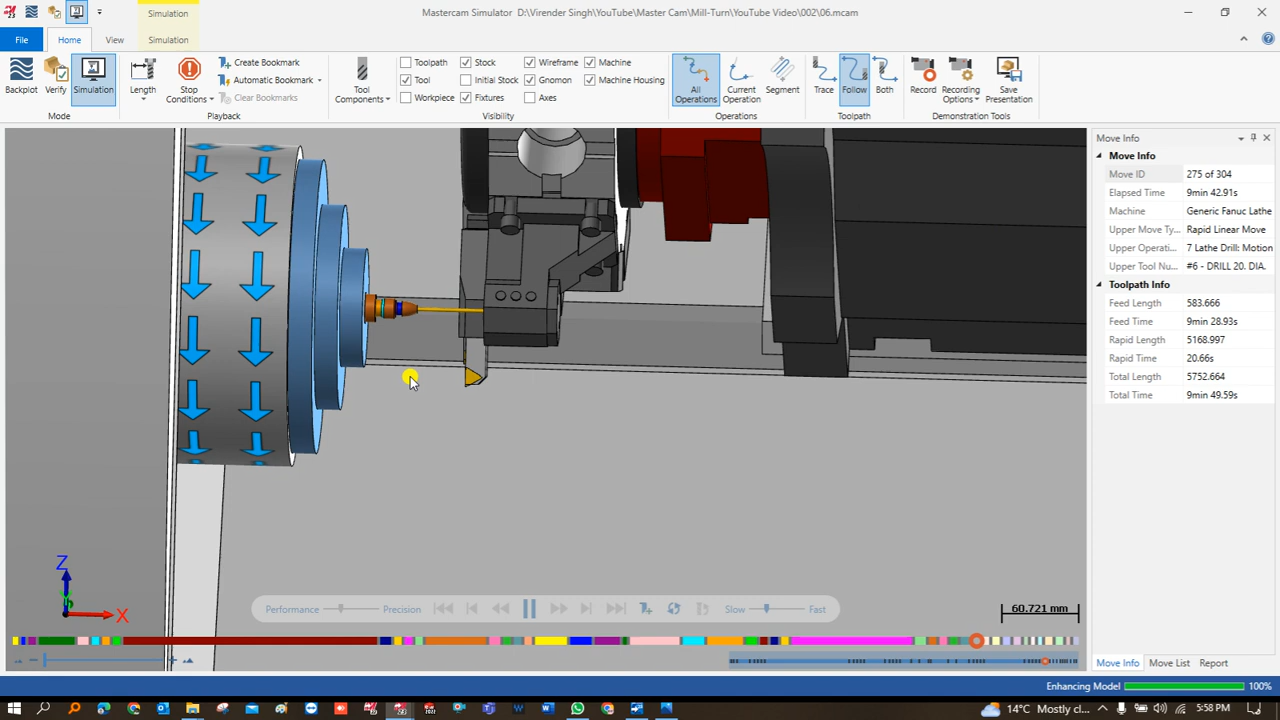 Simulation
Mastercam Simulator D:\Virender Singh\YouTube\Master Cam\Mill-Turn\YouTube Video\002\06.mcam
File
Home
View
Simulation
Backplot
Verify
Simulation
Mode
Length
Stop Conditions
Create Bookmark
Automatic Bookmark
Clear Bookmarks
Playback
Tool Components
Toolpath
Tool
Workpiece
Stock
Initial Stock
Fixtures
Wireframe
Gnomon
Axes
Machine
Machine Housing
Visibility
All Operations
Current Operation
Segment
Operations
Trace
Follow
Both
Toolpath
Record
Recording Options
Save Presentation
Demonstration Tools
Move Info
Move Info
Move ID 275 of 304
Elapsed Time 9min 42.91s
Machine Generic Fanuc Lathe
Upper Move Ty... Rapid Linear Move
Upper Operati... 7 Lathe Drill: Motion
Upper Tool Nu... #6 - DRILL 20. DIA.
Toolpath Info
Feed Length 583.666
Feed Time 9min 28.93s
Rapid Length 5168.997
Rapid Time 20.66s
Total Length 5752.664
Total Time 9min 49.59s
Z
X
Performance
Precision
Slow
Fast
60.721 mm
Move Info
Move List
Report
Enhancing Model
100%
14°C Mostly cl...
5:58 PM